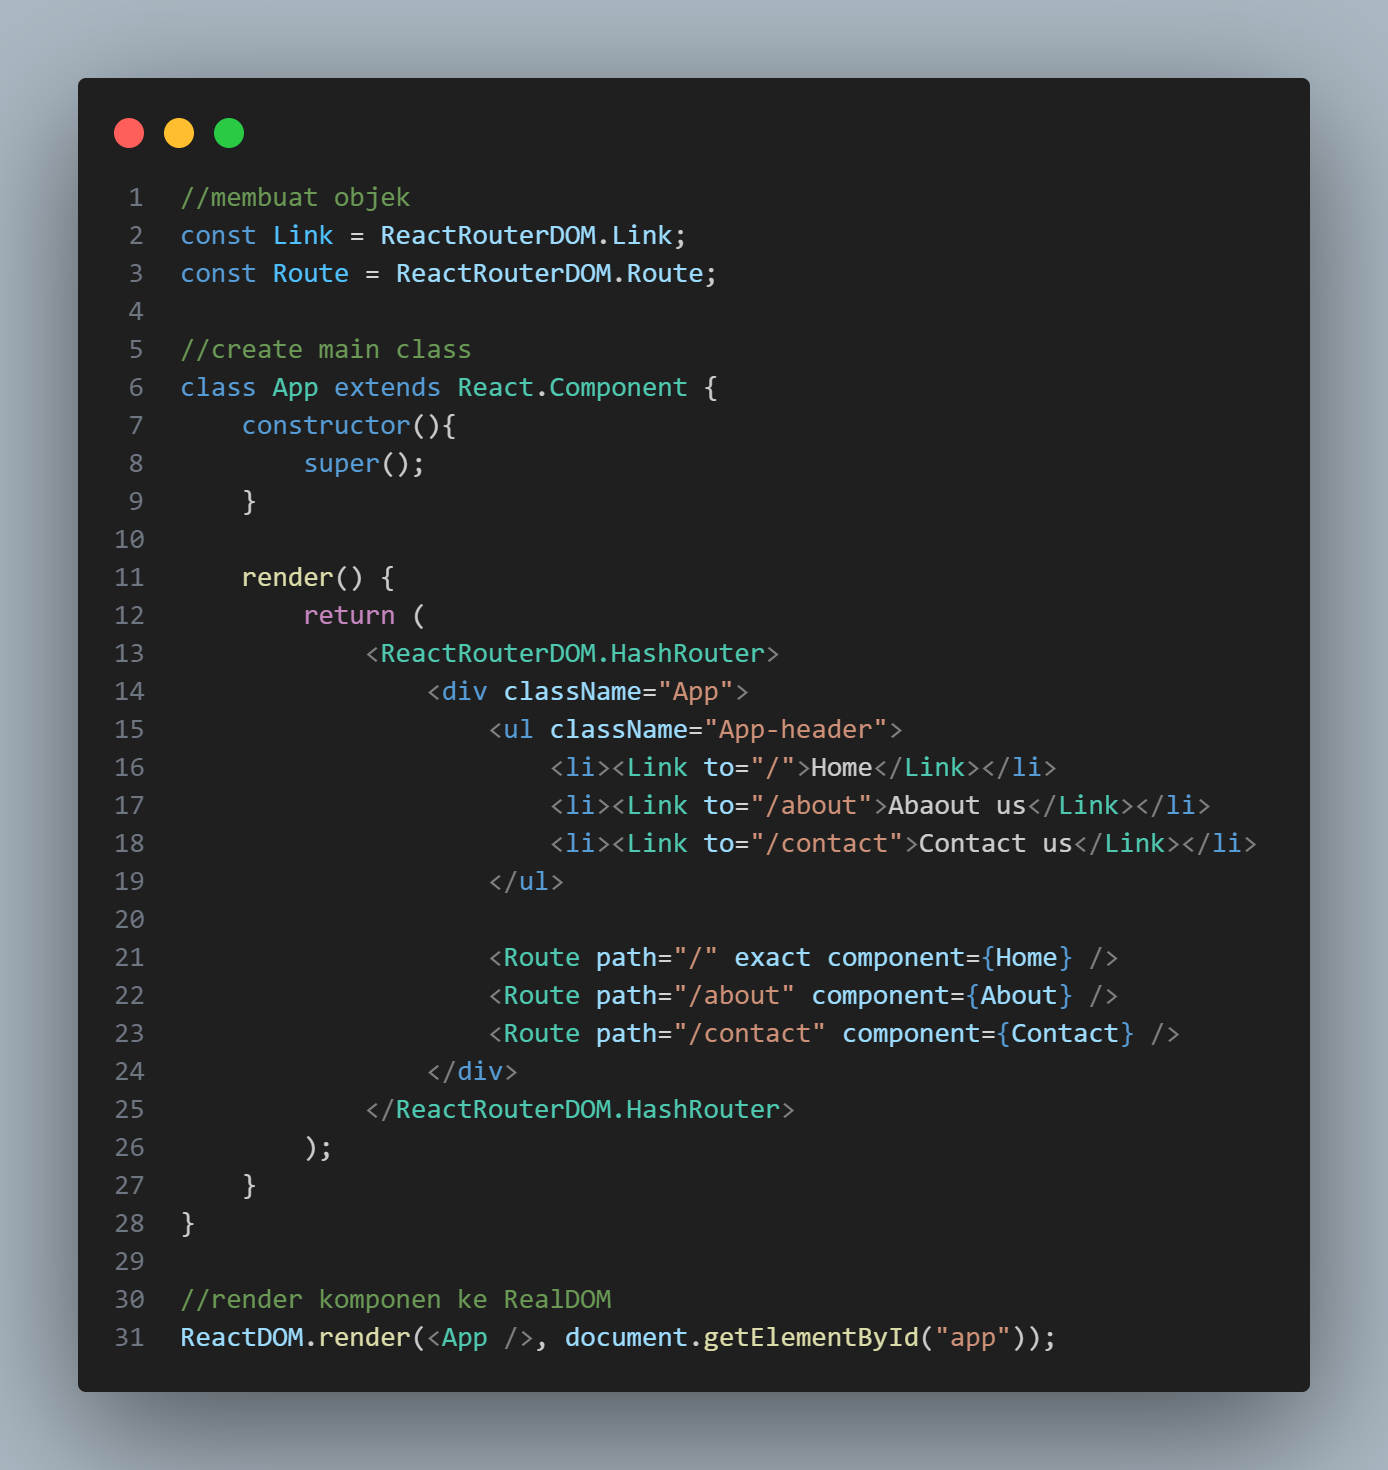 1 //membuat objek
2 const Link = ReactRouterDOM.Link;
3 const Route = ReactRouterDOM.Route;
4
5 //create main class
6 class App extends React.Component {
7     constructor(){
8         super();
9     }
10
11     render() {
12         return (
13             <ReactRouterDOM.HashRouter>
14                 <div className="App">
15                     <ul className="App-header">
16                         <li><Link to="/">Home</Link></li>
17                         <li><Link to="/about">Abaout us</Link></li>
18                         <li><Link to="/contact">Contact us</Link></li>
19                     </ul>
20
21                     <Route path="/" exact component={Home} />
22                     <Route path="/about" component={About} />
23                     <Route path="/contact" component={Contact} />
24                 </div>
25             </ReactRouterDOM.HashRouter>
26         );
27     }
28 }
29
30 //render komponen ke RealDOM
31 ReactDOM.render(<App />, document.getElementById("app"));